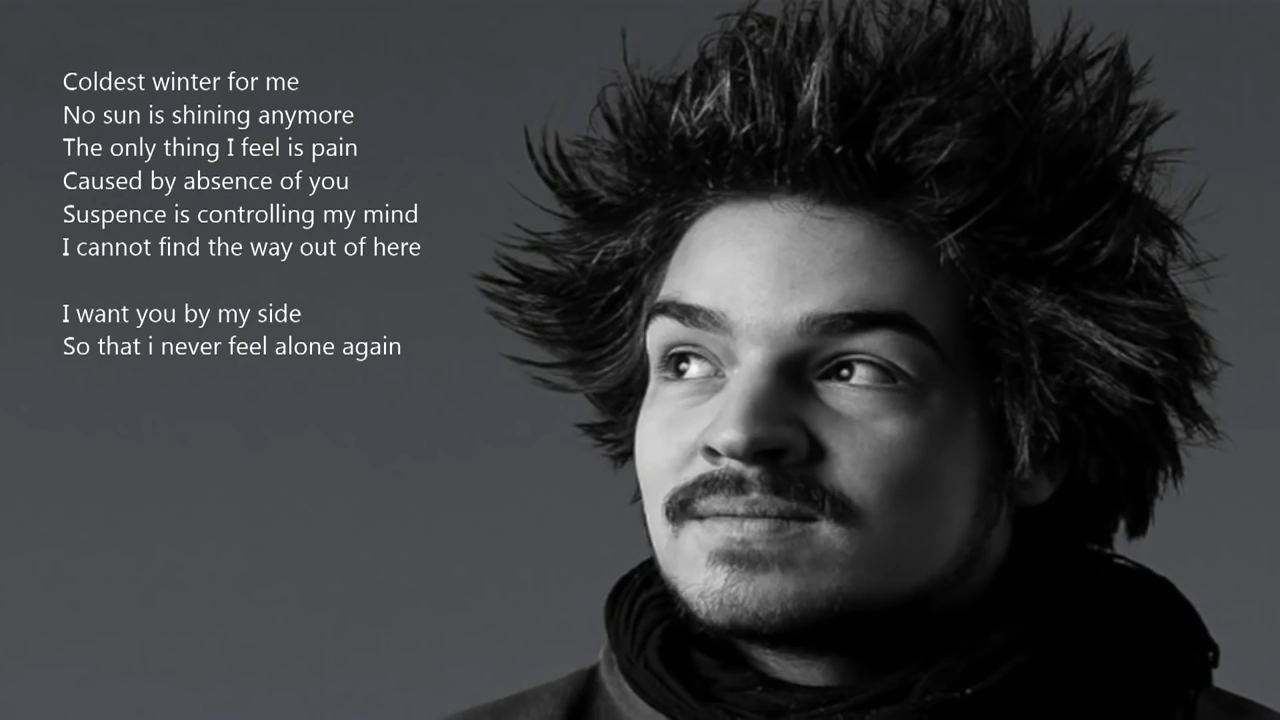 Coldest winter for me
No sun is shining anymore
The only thing I feel is pain
Caused by absence of you
Suspence is controlling my mind
I cannot find the way out of here
I want you by my side
So that i never feel alone again